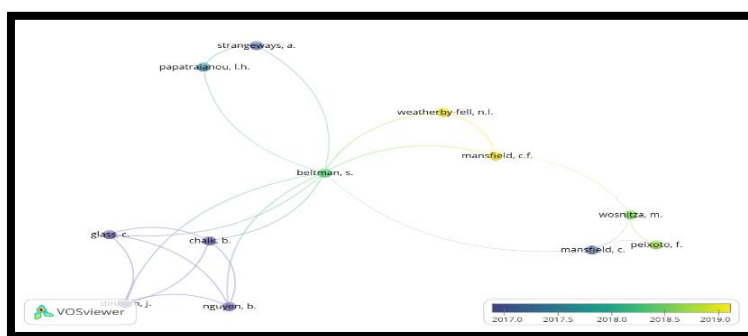 strangeways, a.
papatraianou, l.h.
weatherby-fell, n.l.
mansfield, c.f.
beltman, s.
wosnitza, m.
glass, c.
chalk, b.
mansfield, c.
peixoto, f.
j.
nguyen, b.
VOSviewer
2017.0 2017.5 2018.0 2018.5 2019.0